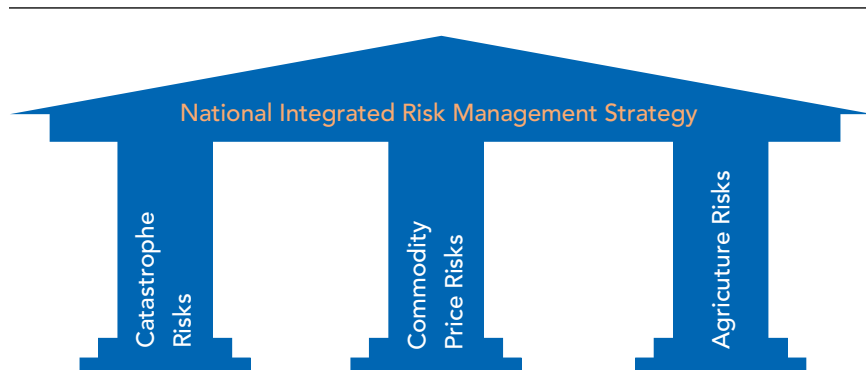 National Integrated Risk Management Strategy
Catastrophe
Risks
Commodity
Price Risks
Agricuture Risks